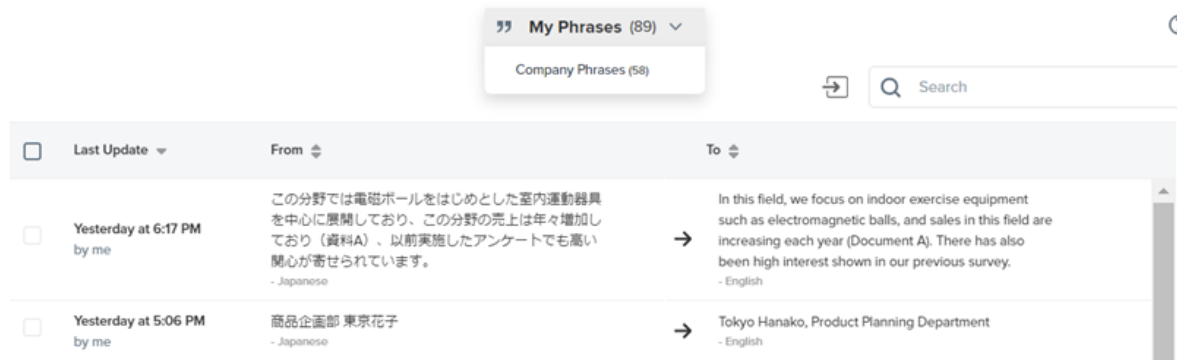 My Phrases (89)
Company Phrases (58)
Search
Last Update
From
To
Yesterday at 6:17 PM
by me
この分野では電磁ボールをはじめとした室内運動器具
を中心に展開しており、この分野の売上は年々増加し
ており（資料A）、以前実施したアンケートでも高い
関心が寄せられています。
- Japanese
In this field, we focus on indoor exercise equipment
such as electromagnetic balls, and sales in this field are
increasing each year (Document A). There has also
been high interest shown in our previous survey.
- English
Yesterday at 5:06 PM
by me
商品企画部 東京花子
- Japanese
Tokyo Hanako, Product Planning Department
- English